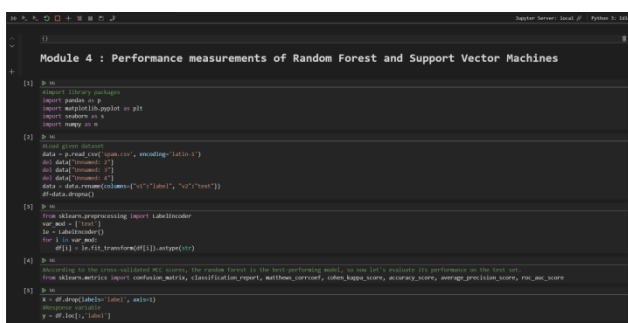 Jupyter Server: local
Python 3: Idle
{}
Module 4 : Performance measurements of Random Forest and Support Vector Machines
[1]
#import library packages
import pandas as p
import matplotlib.pyplot as plt
import seaborn as s
import numpy as n
[2]
#Load given dataset
data = p.read_csv('spam.csv', encoding='latin-1')
del data["Unnamed: 2"]
del data["Unnamed: 3"]
del data["Unnamed: 4"]
data = data.rename(columns={"v1":"label", "v2":"text"})
df=data.dropna()
[3]
from sklearn.preprocessing import LabelEncoder
var_mod = ['text']
le = LabelEncoder()
for i in var_mod:
df[i] = le.fit_transform(df[i]).astype(str)
[4]
#According to the cross-validated MCC scores, the random forest is the best-performing model, so now let's evaluate its performance on the test set.
from sklearn.metrics import confusion_matrix, classification_report, matthews_corrcoef, cohen_kappa_score, accuracy_score, average_precision_score, roc_auc_score
[5]
X = df.drop(labels='label', axis=1)
#Response variable
y = df.loc[:,'label']